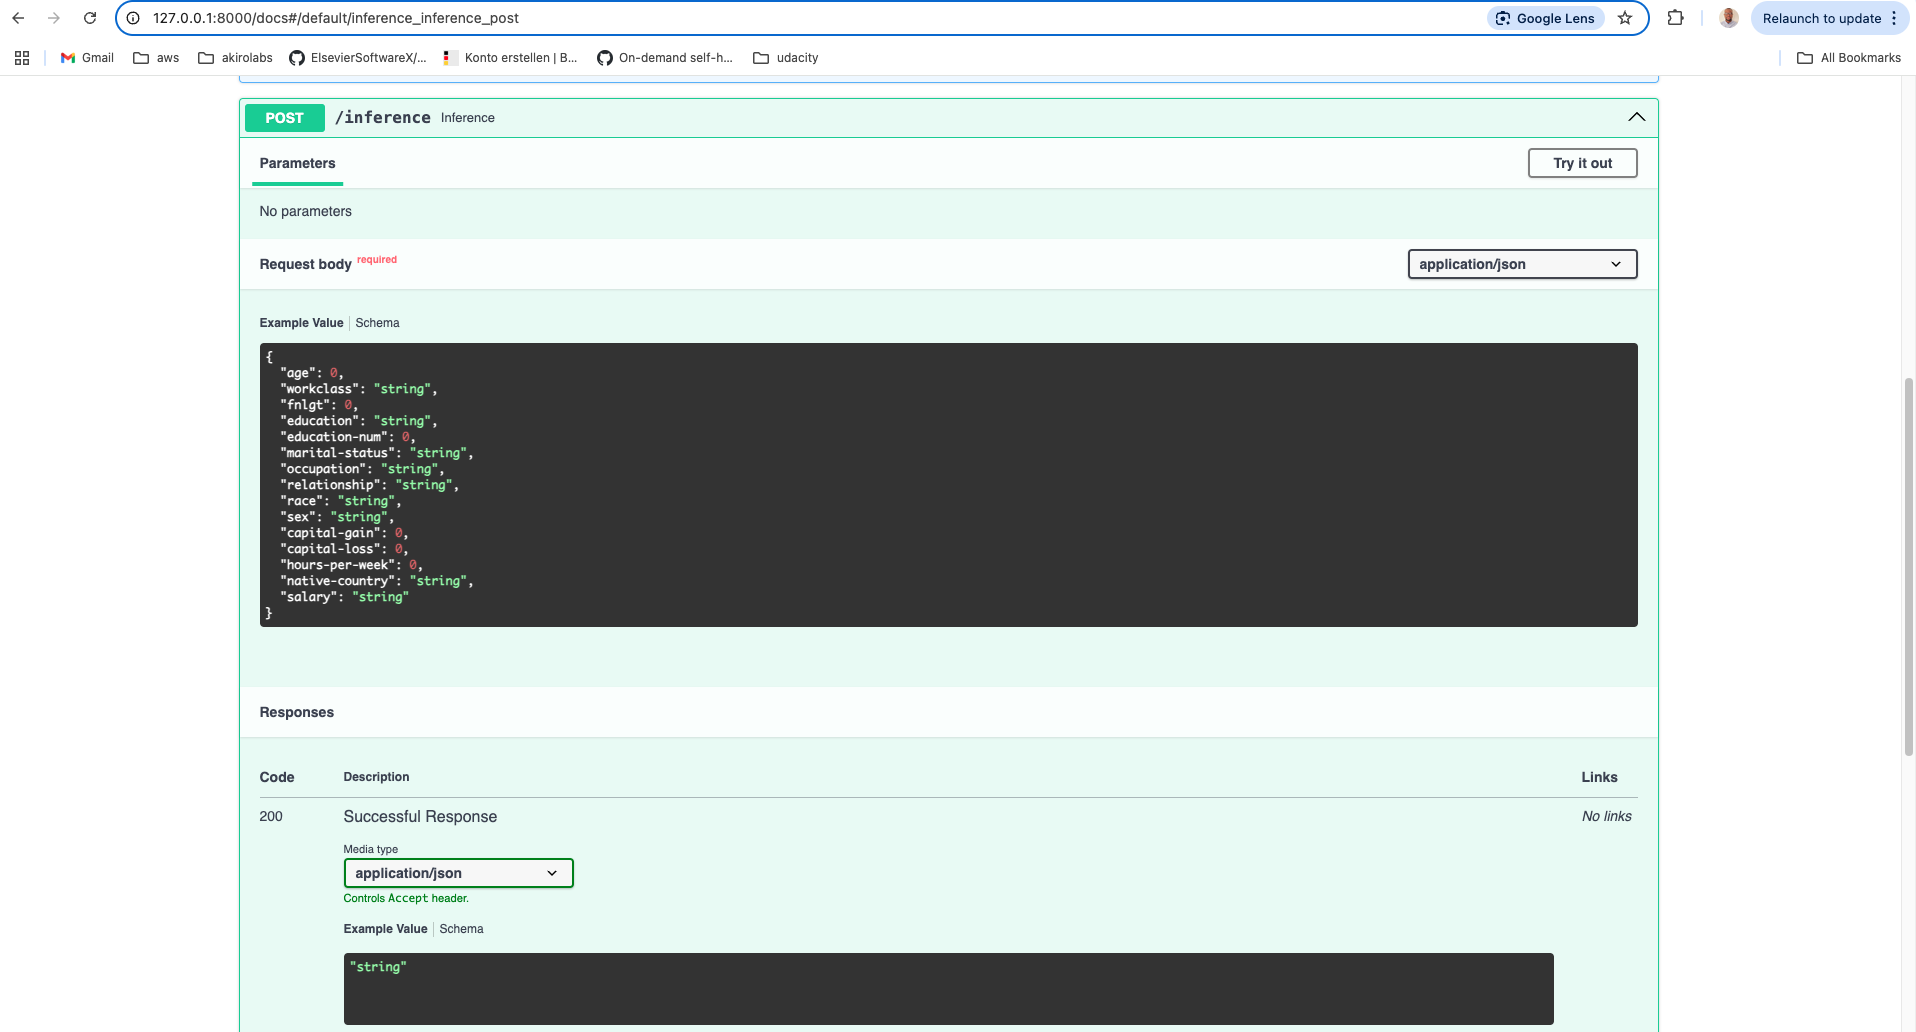 127.0.0.1:8000/docs#/default/inference_inference_post
Google Lens
Relaunch to update
Gmail
aws
akirolabs
ElsevierSoftwareX/...
Konto erstellen | B...
On-demand self-h...
udacity
All Bookmarks
POST /inference Inference
Parameters
Try it out
No parameters
Request body required
application/json
Example Value | Schema
{
"age": 0,
"workclass": "string",
"fnlgt": 0,
"education": "string",
"education-num": 0,
"marital-status": "string",
"occupation": "string",
"relationship": "string",
"race": "string",
"sex": "string",
"capital-gain": 0,
"capital-loss": 0,
"hours-per-week": 0,
"native-country": "string",
"salary": "string"
}
Responses
Code Description Links
200 Successful Response No links
Media type
application/json
Controls Accept header.
Example Value | Schema
"string"